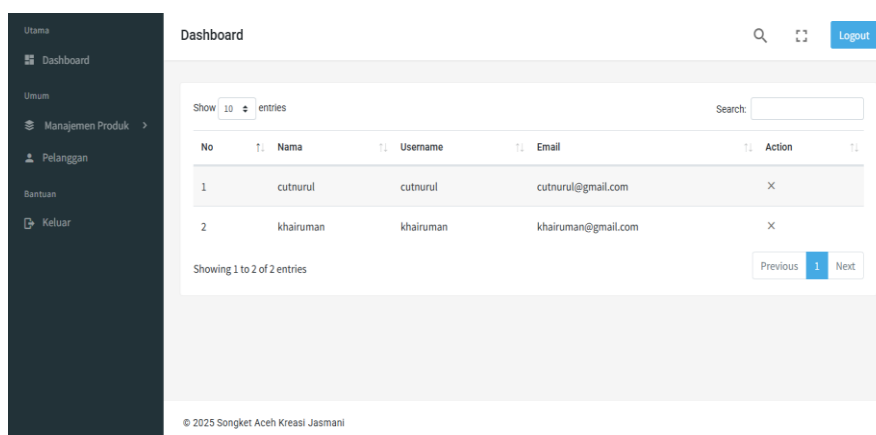 Utama
Dashboard
Umum
Manajemen Produk
Pelanggan
Bantuan
Keluar
Dashboard
Logout
Show 10 entries
Search:
No Nama Username Email Action
1 cutnurul cutnurul cutnurul@gmail.com
2 khairuman khairuman khairuman@gmail.com
Showing 1 to 2 of 2 entries
Previous 1 Next
© 2025 Songket Aceh Kreasi Jasmani